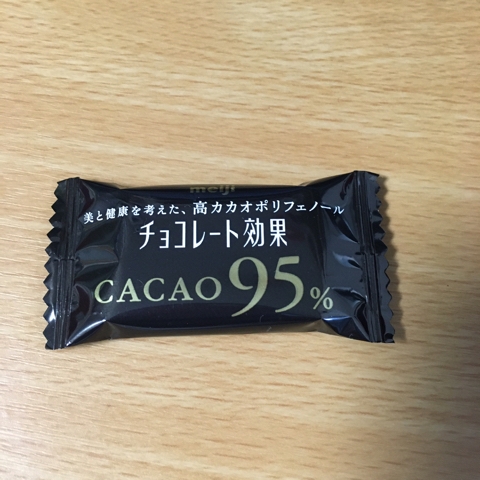 meiji
美と健康を考えた、高カカオポリフェノール
チョコレート効果
CACAO 95%